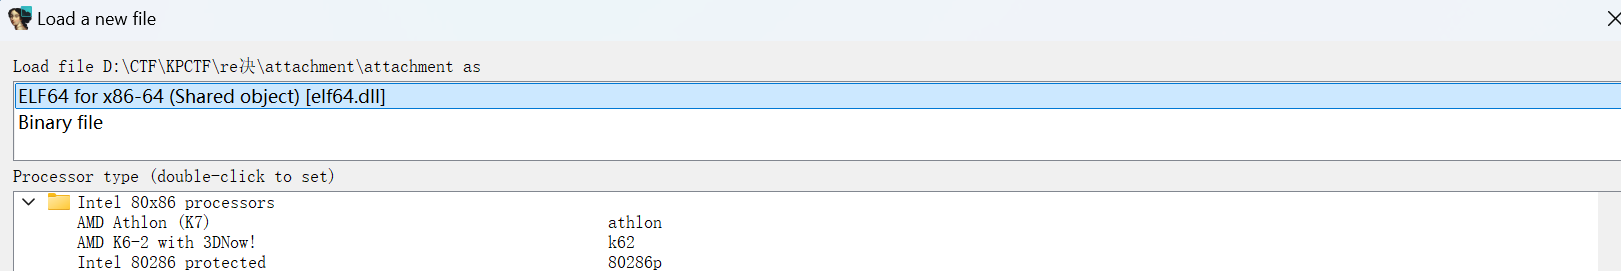 Load a new file
Load file D:\CTF\KPCTF\re决\attachment\attachment as
ELF64 for x86-64 (Shared object) [elf64.dll]
Binary file
Processor type (double-click to set)
Intel 80x86 processors
AMD Athlon (K7) athlon
AMD K6-2 with 3DNow! k62
Intel 80286 protected 80286p